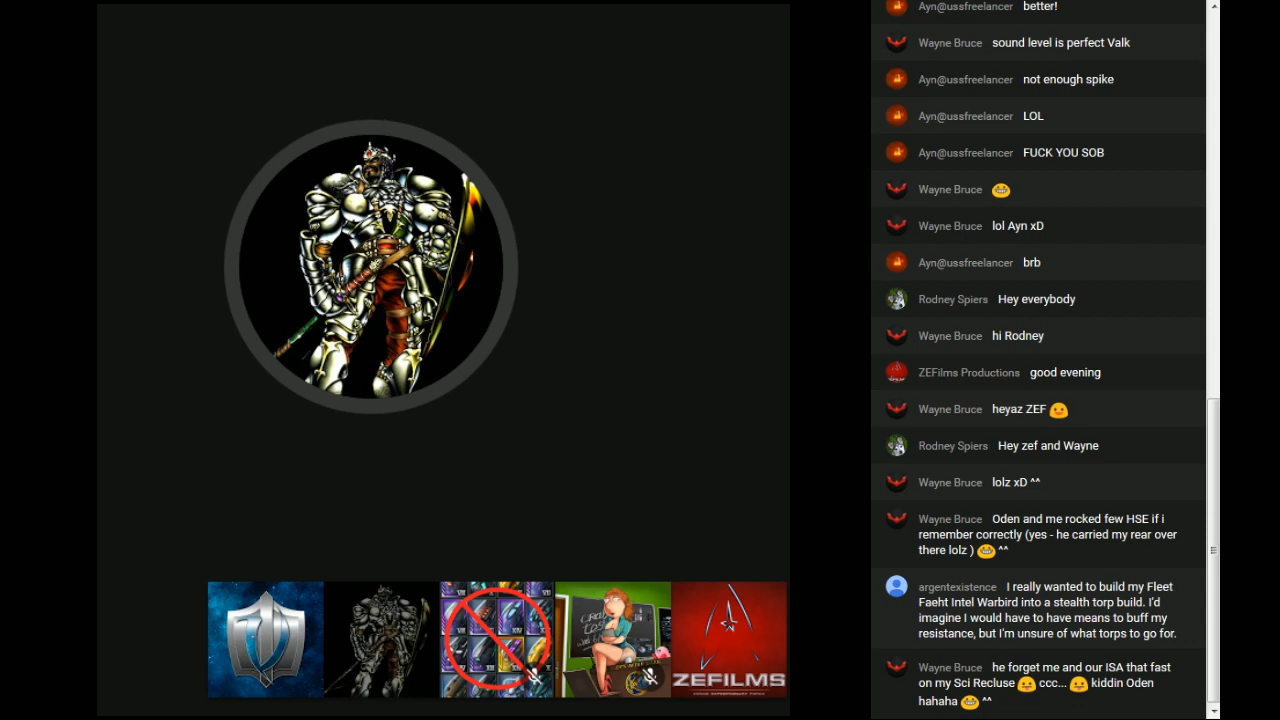 Ayn@ussfreelancer better!
Wayne Bruce sound level is perfect Valk
Ayn@ussfreelancer not enough spike
Ayn@ussfreelancer LOL
Ayn@ussfreelancer FUCK YOU SOB
Wayne Bruce
Wayne Bruce lol Ayn xD
Ayn@ussfreelancer brb
Rodney Spiers Hey everybody
Wayne Bruce hi Rodney
ZEFilms Productions good evening
Wayne Bruce heyaz ZEF
Rodney Spiers Hey zef and Wayne
Wayne Bruce lolz xD ^^
Wayne Bruce Oden and me rocked few HSE if i
remember correctly (yes - he carried my rear over
there lolz ) ^^
argentexistence I really wanted to build my Fleet
Faeht Intel Warbird into a stealth torp build. I'd
imagine I would have to have means to buff my
resistance, but I'm unsure of what torps to go for.
Wayne Bruce he forget me and our ISA that fast
on my Sci Recluse ccc... kiddin Oden
hahaha ^^
ZEFILMS